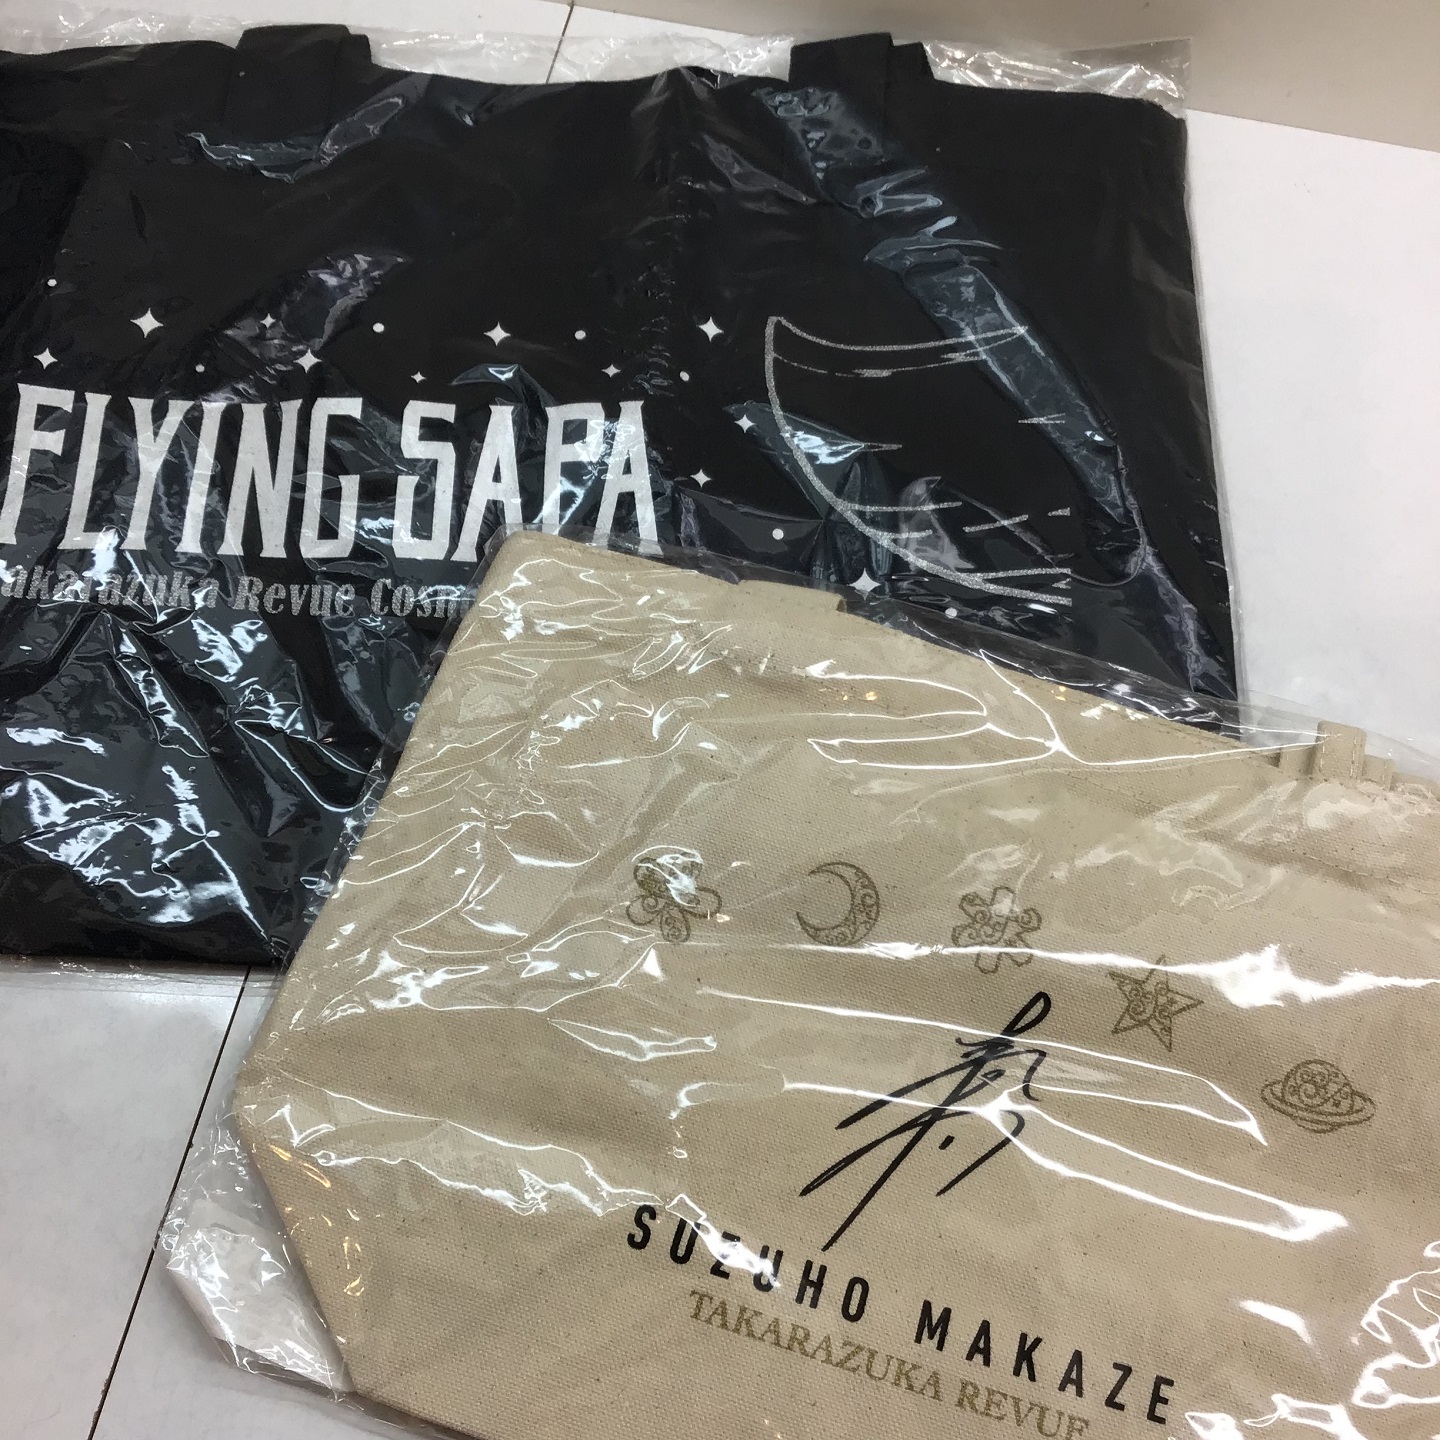 FLYING SAPA
akarazuka Revue Cosm
SUZUHO MAKAZE
TAKARAZUKA REVUE